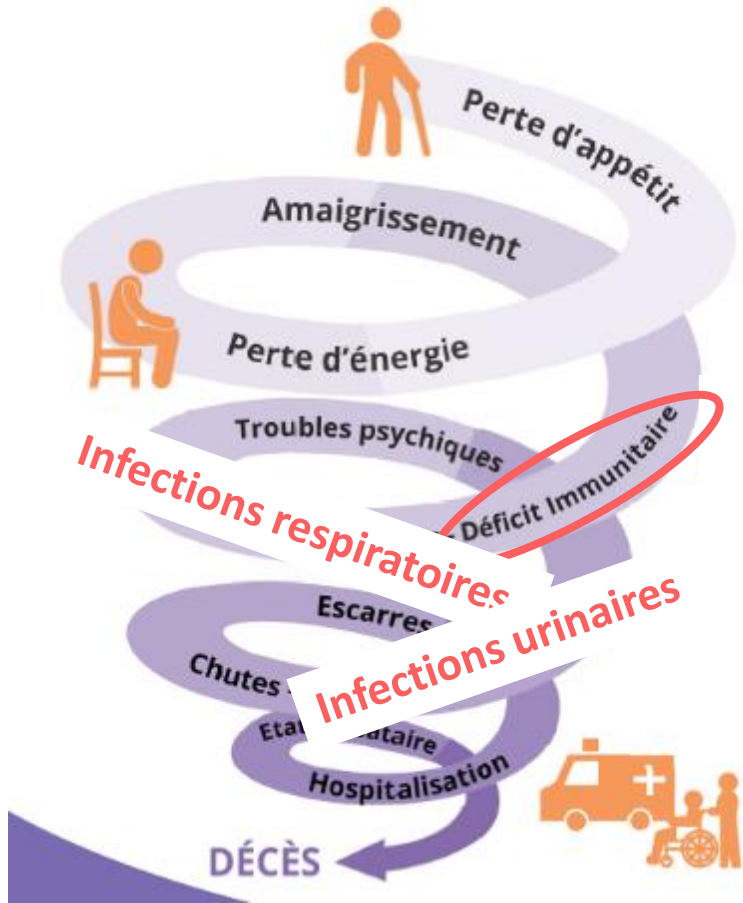 Perte d'appétit
Amaigrissement
Perte d'énergie
Troubles psychiques
Déficit Immunitaire
Infections respiratoires
Escarres
Infections urinaires
Chutes
Hospitalisation
DÉCÈS